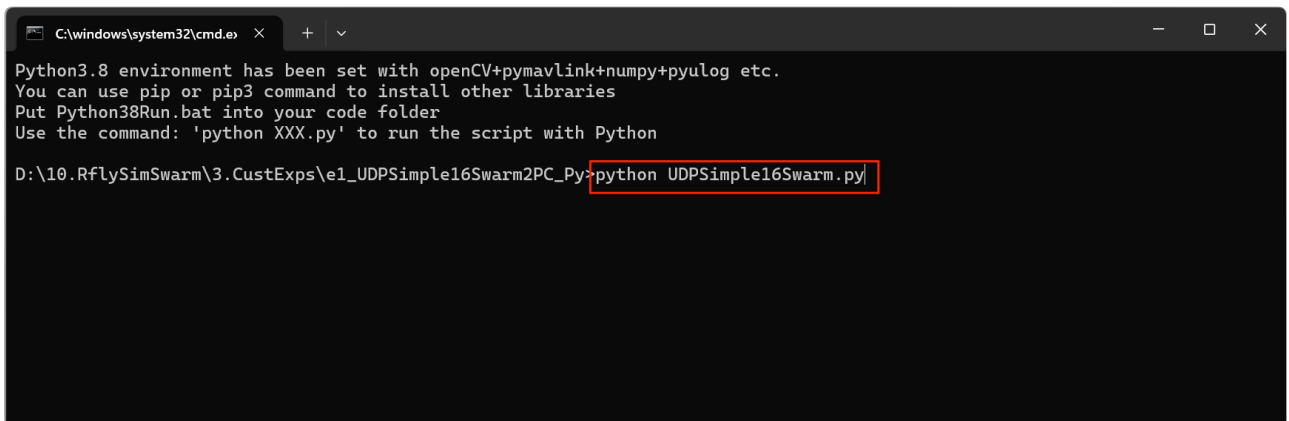 C:\windows\system32\cmd.ex
Python3.8 environment has been set with openCV+pymavlink+numpy+pyulog etc.
You can use pip or pip3 command to install other libraries
Put Python38Run.bat into your code folder
Use the command: 'python XXX.py' to run the script with Python
D:\10.RflySimSwarm\3.CustExps\e1_UDPSimple16Swarm2PC_Py>python UDPSimple16Swarm.py